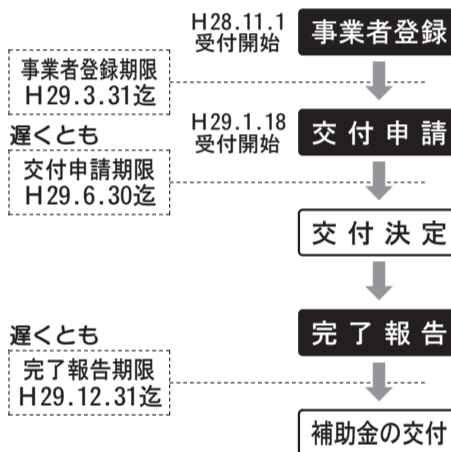 H28.11.1
受付開始
事業者登録
事業者登録期限
H29.3.31迄
遅くとも
H29.1.18
受付開始
交付申請
交付申請期限
H29.6.30迄
交付決定
完了報告
遅くとも
完了報告期限
H29.12.31迄
補助金の交付